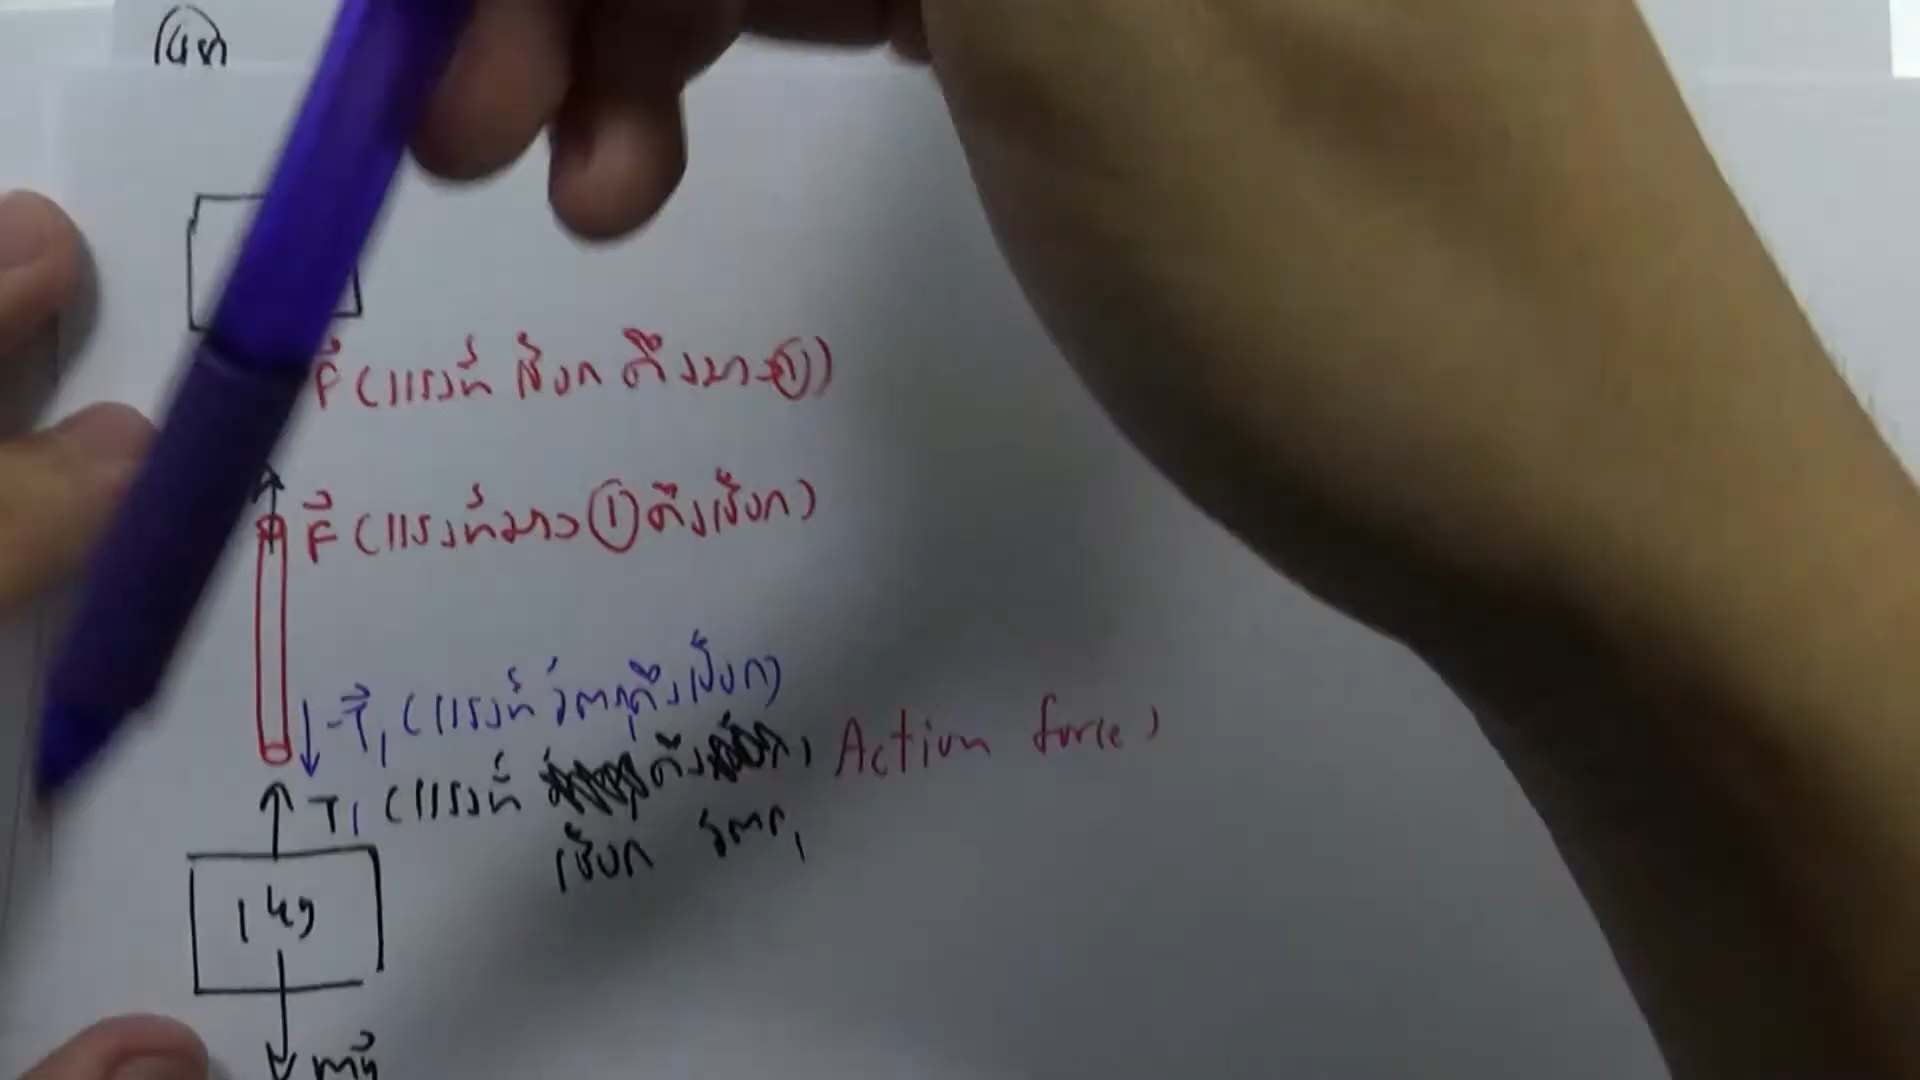 F (แรงที่ เชือก ดึงมวล ①)
F (แรงที่มวล ① ดึงเชือก)
-T₁ (แรงที่ วัตถุดึงเชือก)
T₁ (แรงที่ ดึง , Action force)
เชือก วัตถุ
1 kg
mg